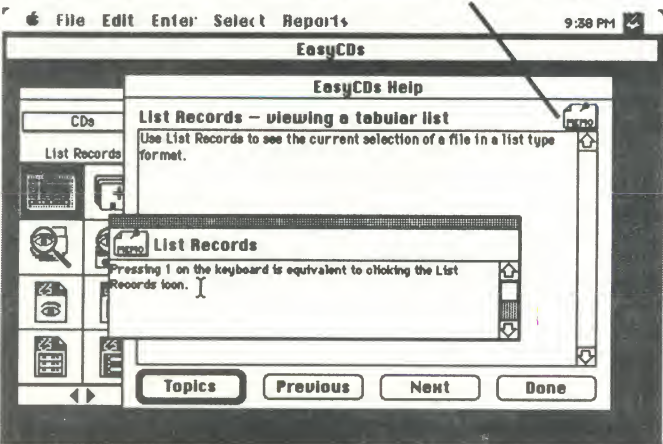 File Edit Enter Select Reports 9:38 PM
EasyCDs
EasyCDs Help
CDs
List Records
List Records – viewing a tabular list
MEMO
Use List Records to see the current selection of a file in a list type
format.
MEMO List Records
Pressing 1 on the keyboard is equivalent to clicking the List
Records icon.
Topics Previous Next Done